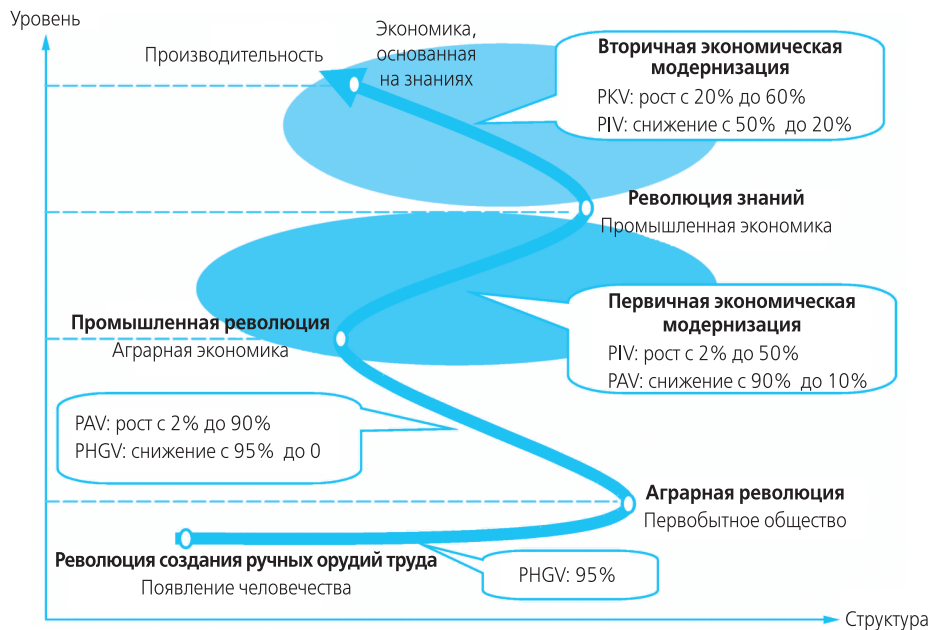 Уровень
Производительность
Экономика,
основанная
на знаниях
Вторичная экономическая
модернизация
PKV: рост с 20% до 60%
PIV: снижение с 50% до 20%
Революция знаний
Промышленная экономика
Первичная экономическая
модернизация
PIV: рост с 2% до 50%
PAV: снижение с 90% до 10%
Промышленная революция
Аграрная экономика
PAV: рост с 2% до 90%
PHGV: снижение с 95% до 0
Аграрная революция
Первобытное общество
Революция создания ручных орудий труда
Появление человечества
PHGV: 95%
Структура